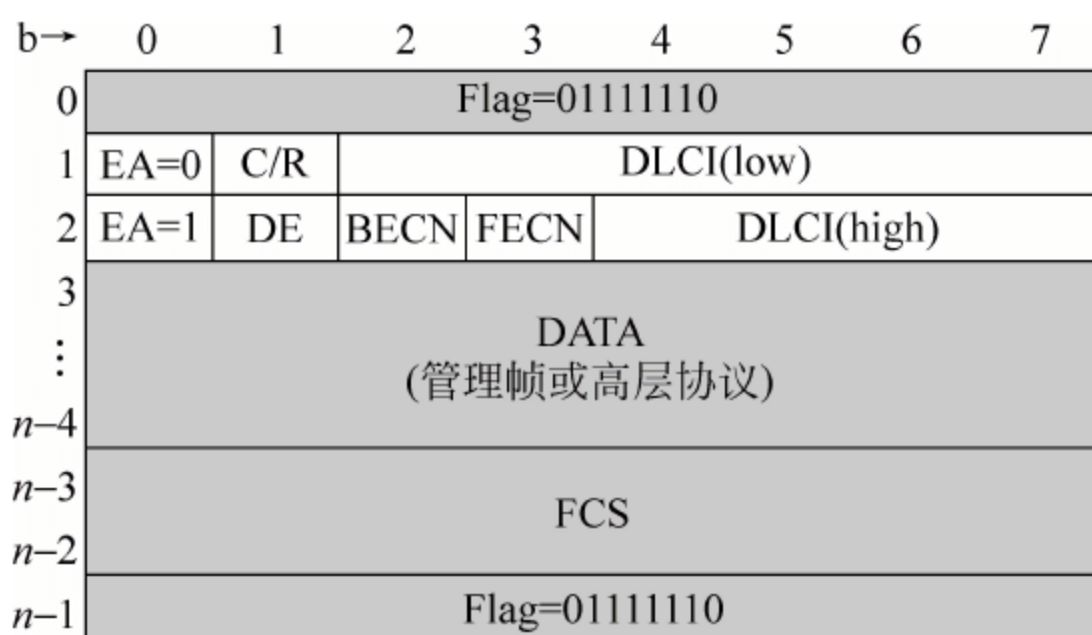 b→ 0 1 2 3 4 5 6 7
0 Flag=01111110
1 EA=0 C/R DLCI(low)
2 EA=1 DE BECN FECN DLCI(high)
3
DATA
⋮ (管理帧或高层协议)
n−4
n−3
FCS
n−2
n−1 Flag=01111110